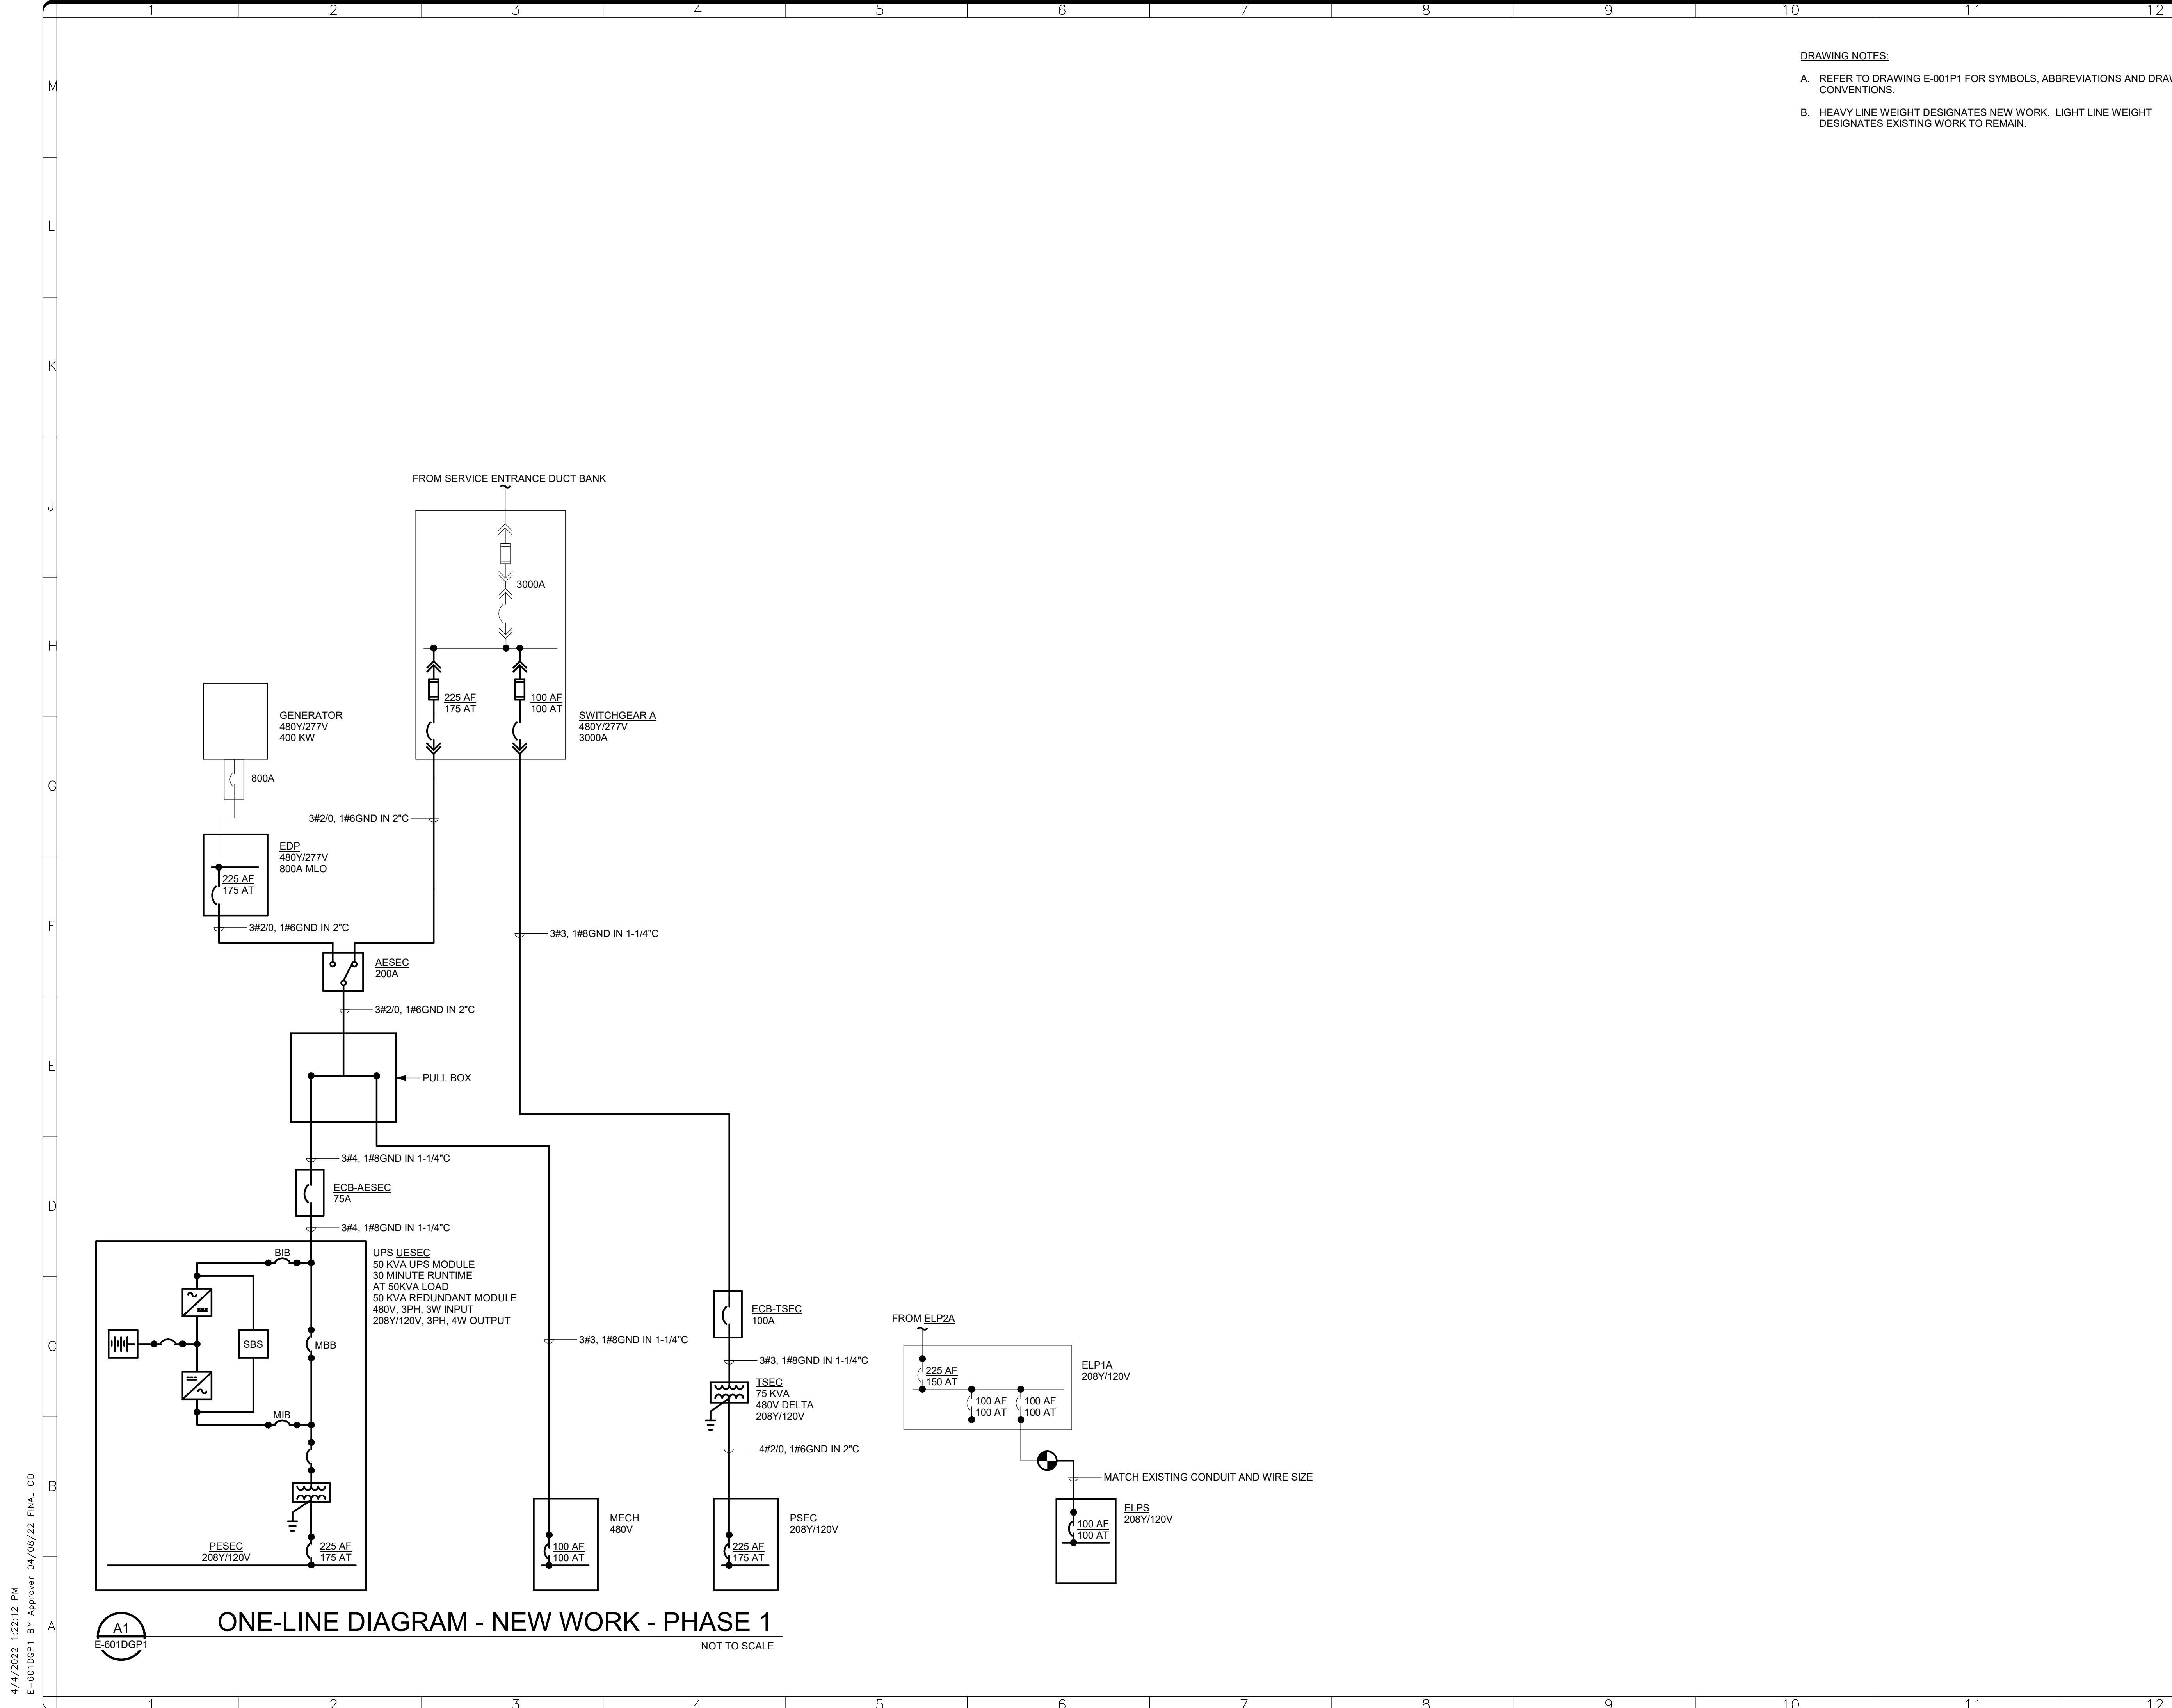 1 2 3 4 5 6 7 8 9 10 11 12
DRAWING NOTES:
A. REFER TO DRAWING E-001P1 FOR SYMBOLS, ABBREVIATIONS AND
CONVENTIONS.
B. HEAVY LINE WEIGHT DESIGNATES NEW WORK. LIGHT LINE WEIGHT
DESIGNATES EXISTING WORK TO REMAIN.
M
L
K
J
H
G
F
E
D
C
B
A
FROM SERVICE ENTRANCE DUCT BANK
3000A
225 AF
175 AT
100 AF
100 AT
SWITCHGEAR A
480Y/277V
3000A
GENERATOR
480Y/277V
400 KW
800A
3#2/0, 1#6GND IN 2"C
EDP
480Y/277V
800A MLO
225 AF
175 AT
3#2/0, 1#6GND IN 2"C
3#3, 1#8GND IN 1-1/4"C
AESEC
200A
3#2/0, 1#6GND IN 2"C
PULL BOX
3#4, 1#8GND IN 1-1/4"C
ECB-AESEC
75A
3#4, 1#8GND IN 1-1/4"C
BIB
UPS UESEC
50 KVA UPS MODULE
30 MINUTE RUNTIME
AT 50KVA LOAD
50 KVA REDUNDANT MODULE
480V, 3PH, 3W INPUT
208Y/120V, 3PH, 4W OUTPUT
SBS
MBB
MIB
PESEC
208Y/120V
225 AF
175 AT
3#3, 1#8GND IN 1-1/4"C
MECH
480V
100 AF
100 AT
ECB-TSEC
100A
3#3, 1#8GND IN 1-1/4"C
TSEC
75 KVA
480V DELTA
208Y/120V
4#2/0, 1#6GND IN 2"C
PSEC
208Y/120V
225 AF
175 AT
FROM ELP2A
225 AF
150 AT
100 AF
100 AT
100 AF
100 AT
ELP1A
208Y/120V
MATCH EXISTING CONDUIT AND WIRE SIZE
ELPS
208Y/120V
100 AF
100 AT
A1
E-601DGP1
ONE-LINE DIAGRAM - NEW WORK - PHASE 1
NOT TO SCALE
4/4/2022 1:22:12 PM
E-601DGP1 BY Approver 04/08/22 FINAL CD
1 2 3 4 5 6 7 8 9 10 11 12